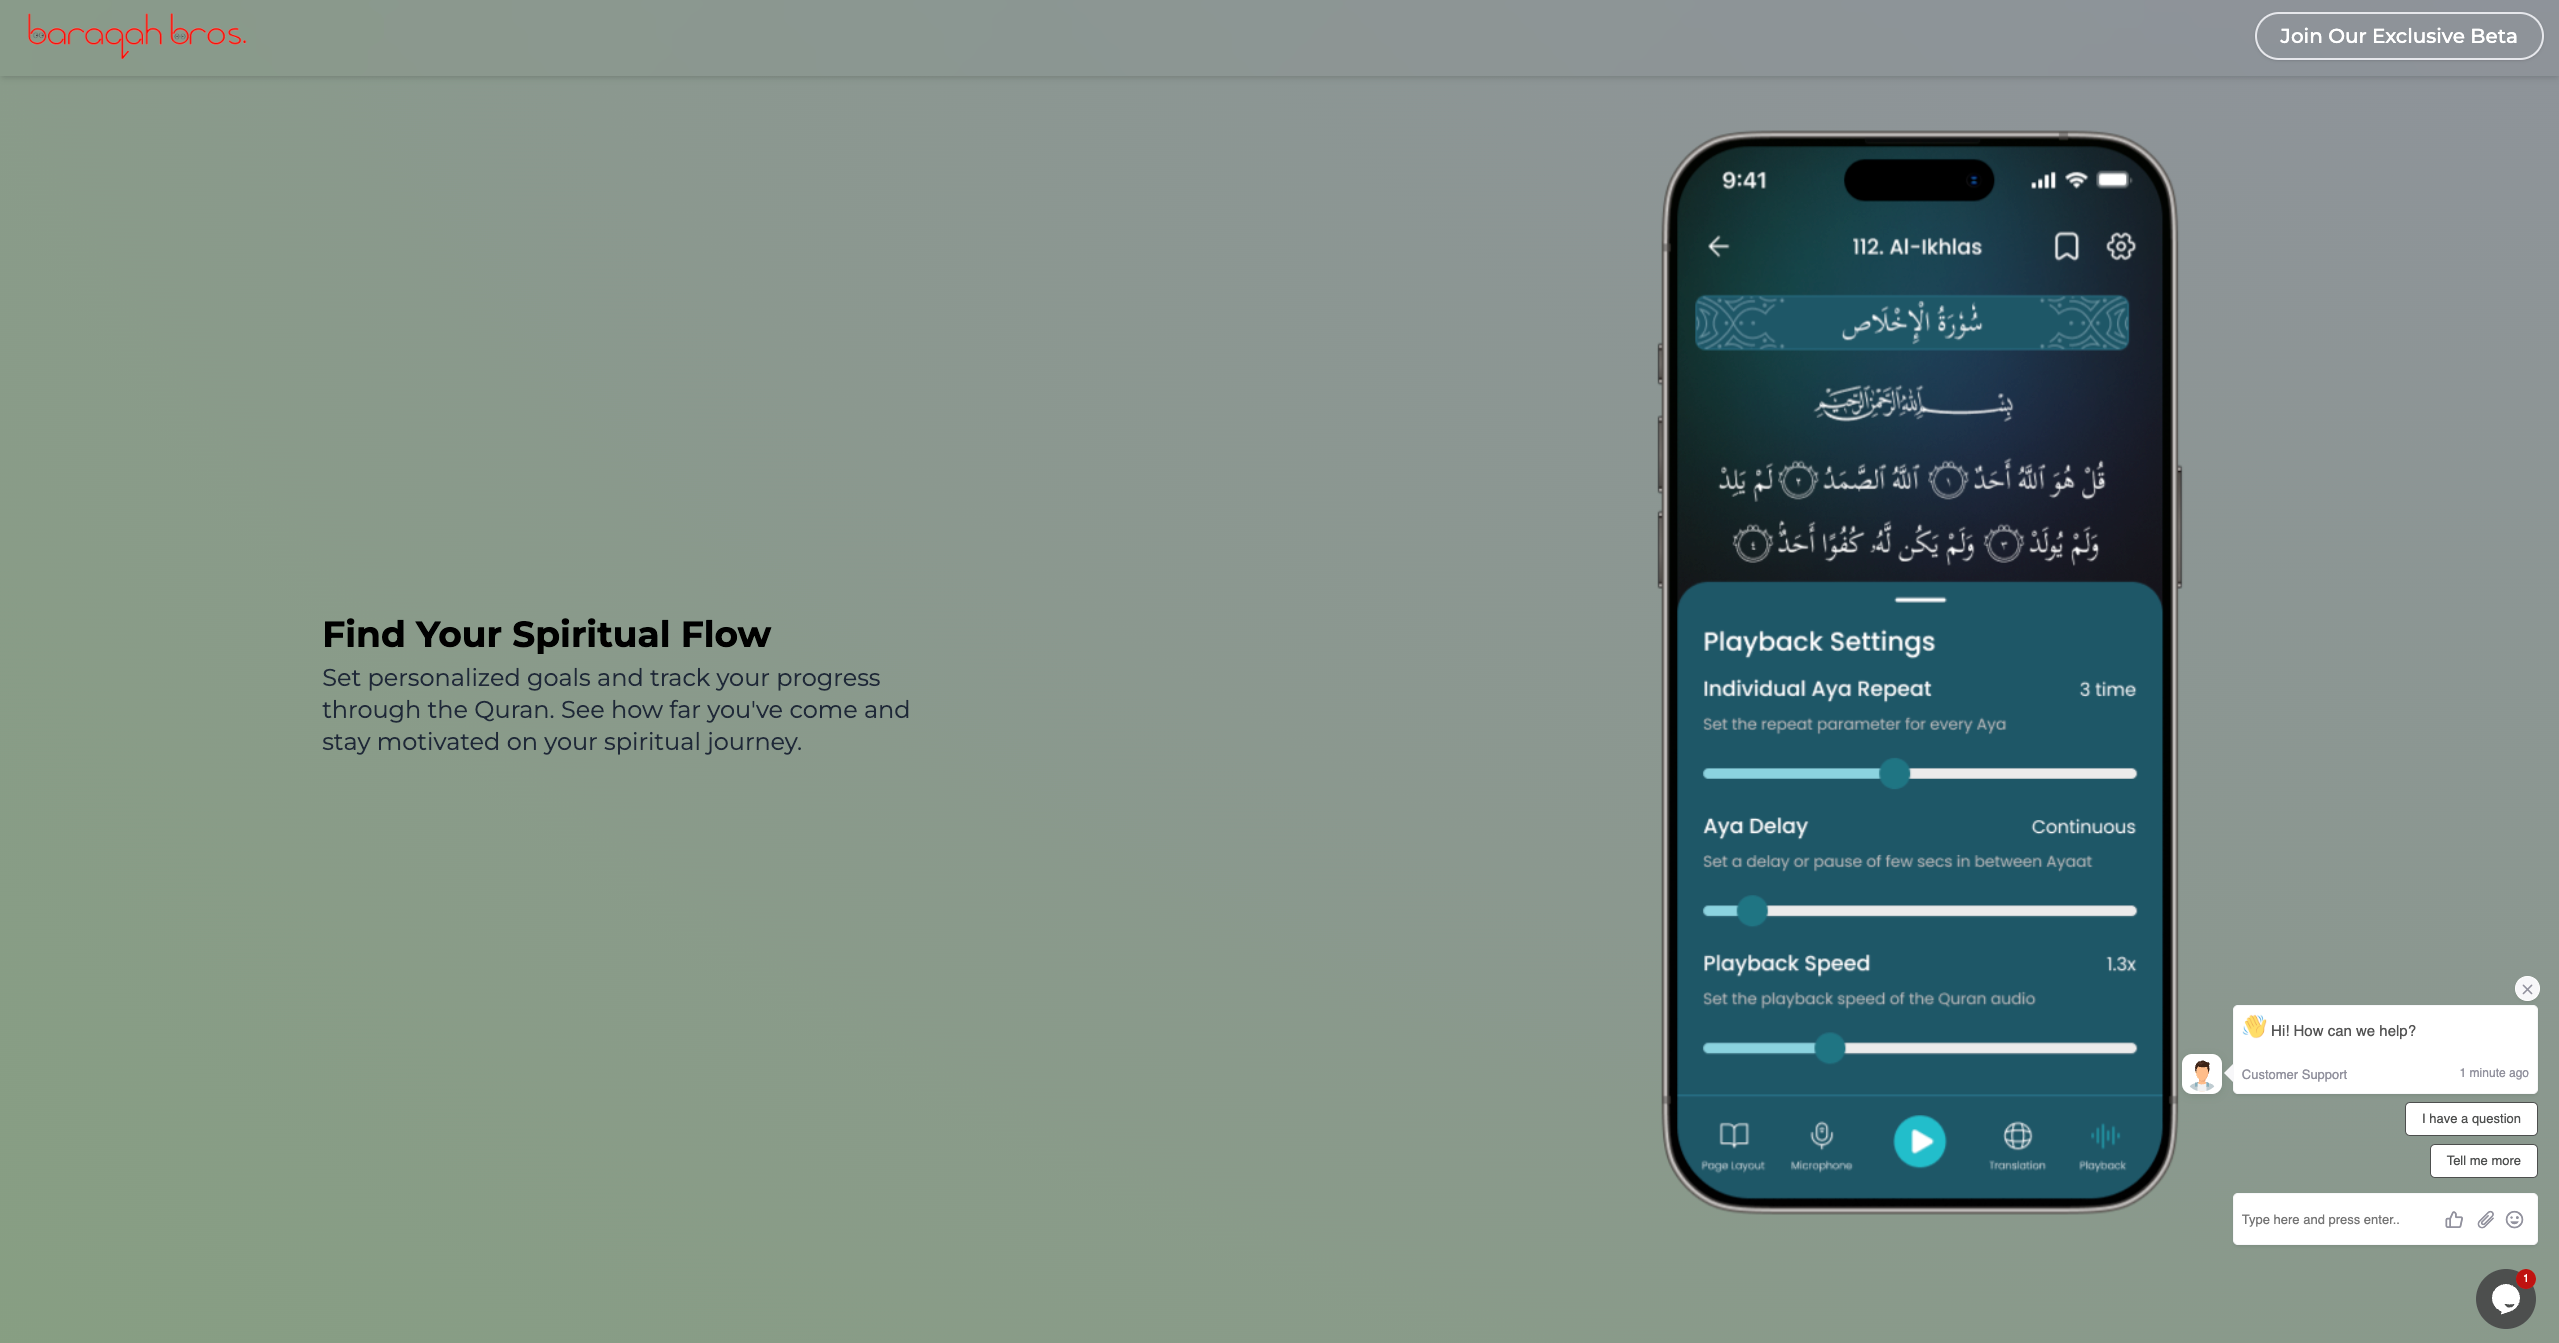 baraqah bros.
Join Our Exclusive Beta
Find Your Spiritual Flow
Set personalized goals and track your progress
through the Quran. See how far you've come and
stay motivated on your spiritual journey.
9:41
112. Al-Ikhlas
سُورَةُ الْإِخْلَاص
بِسْمِ اللَّهِ الرَّحْمَٰنِ الرَّحِيمِ
قُلْ هُوَ ٱللَّهُ أَحَدٌ ١ ٱللَّهُ ٱلصَّمَدُ ٢ لَمْ يَلِدْ
وَلَمْ يُولَدْ ٣ وَلَمْ يَكُن لَّهُۥ كُفُوًا أَحَدٌۢ ٤
Playback Settings
Individual Aya Repeat 3 time
Set the repeat parameter for every Aya
Aya Delay Continuous
Set a delay or pause of few secs in between Ayaat
Playback Speed 1.3x
Set the playback speed of the Quran audio
Page Layout Microphone Translation Playback
👋 Hi! How can we help?
Customer Support 1 minute ago
I have a question
Tell me more
Type here and press enter..
1